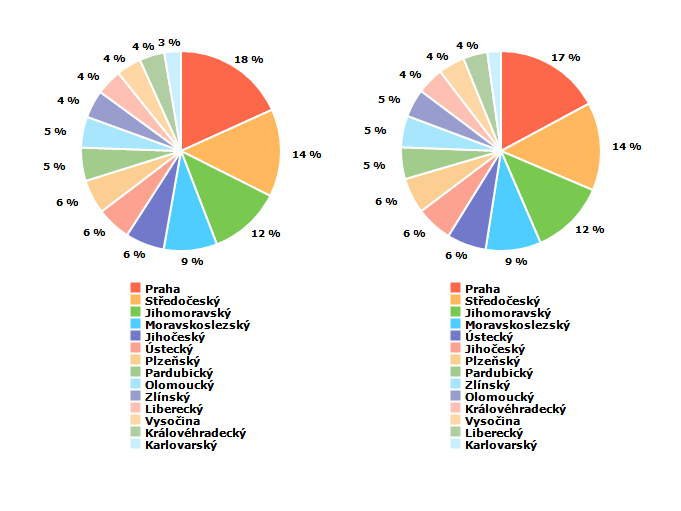 18 %
14 %
12 %
9 %
6 %
6 %
6 %
5 %
5 %
4 %
4 %
4 %
4 %
3 %
Praha
Středočeský
Jihomoravský
Moravskoslezský
Jihočeský
Ústecký
Plzeňský
Pardubický
Olomoucký
Zlínský
Liberecký
Vysočina
Královéhradecký
Karlovarský
17 %
14 %
12 %
9 %
6 %
6 %
6 %
5 %
5 %
5 %
4 %
4 %
4 %
Praha
Středočeský
Jihomoravský
Moravskoslezský
Ústecký
Jihočeský
Plzeňský
Pardubický
Zlínský
Olomoucký
Královéhradecký
Vysočina
Liberecký
Karlovarský